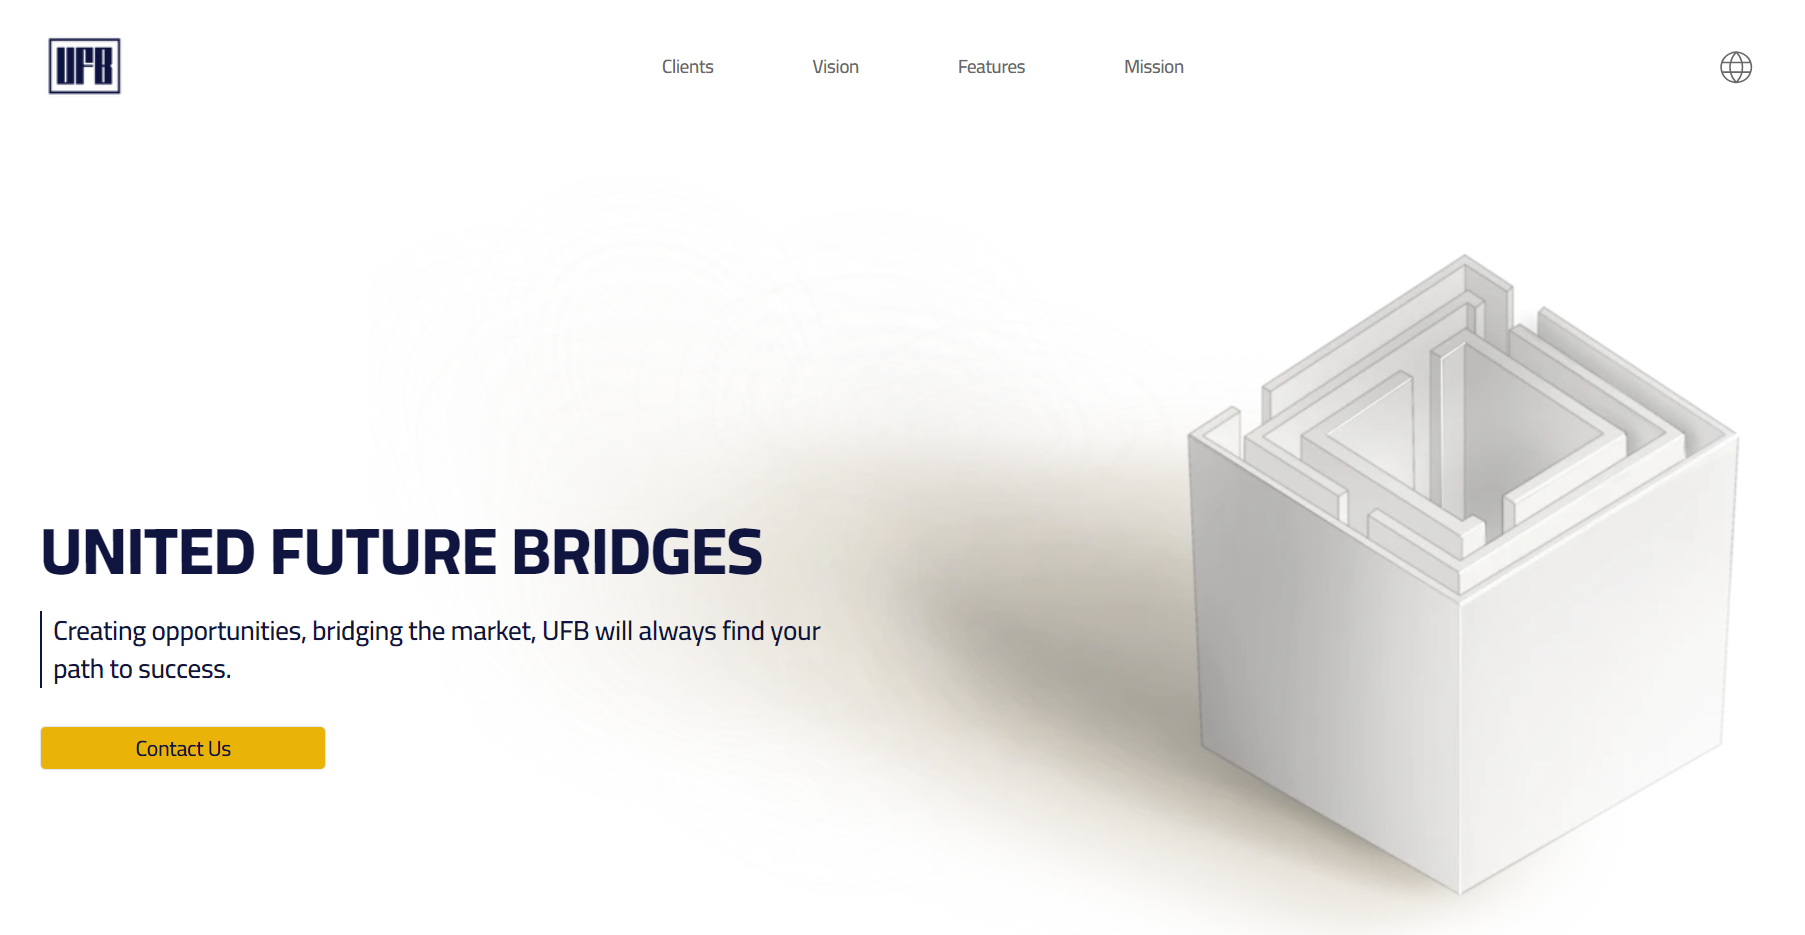 UFB
Clients
Vision
Features
Mission
UNITED FUTURE BRIDGES
Creating opportunities, bridging the market, UFB will always find your
path to success.
Contact Us